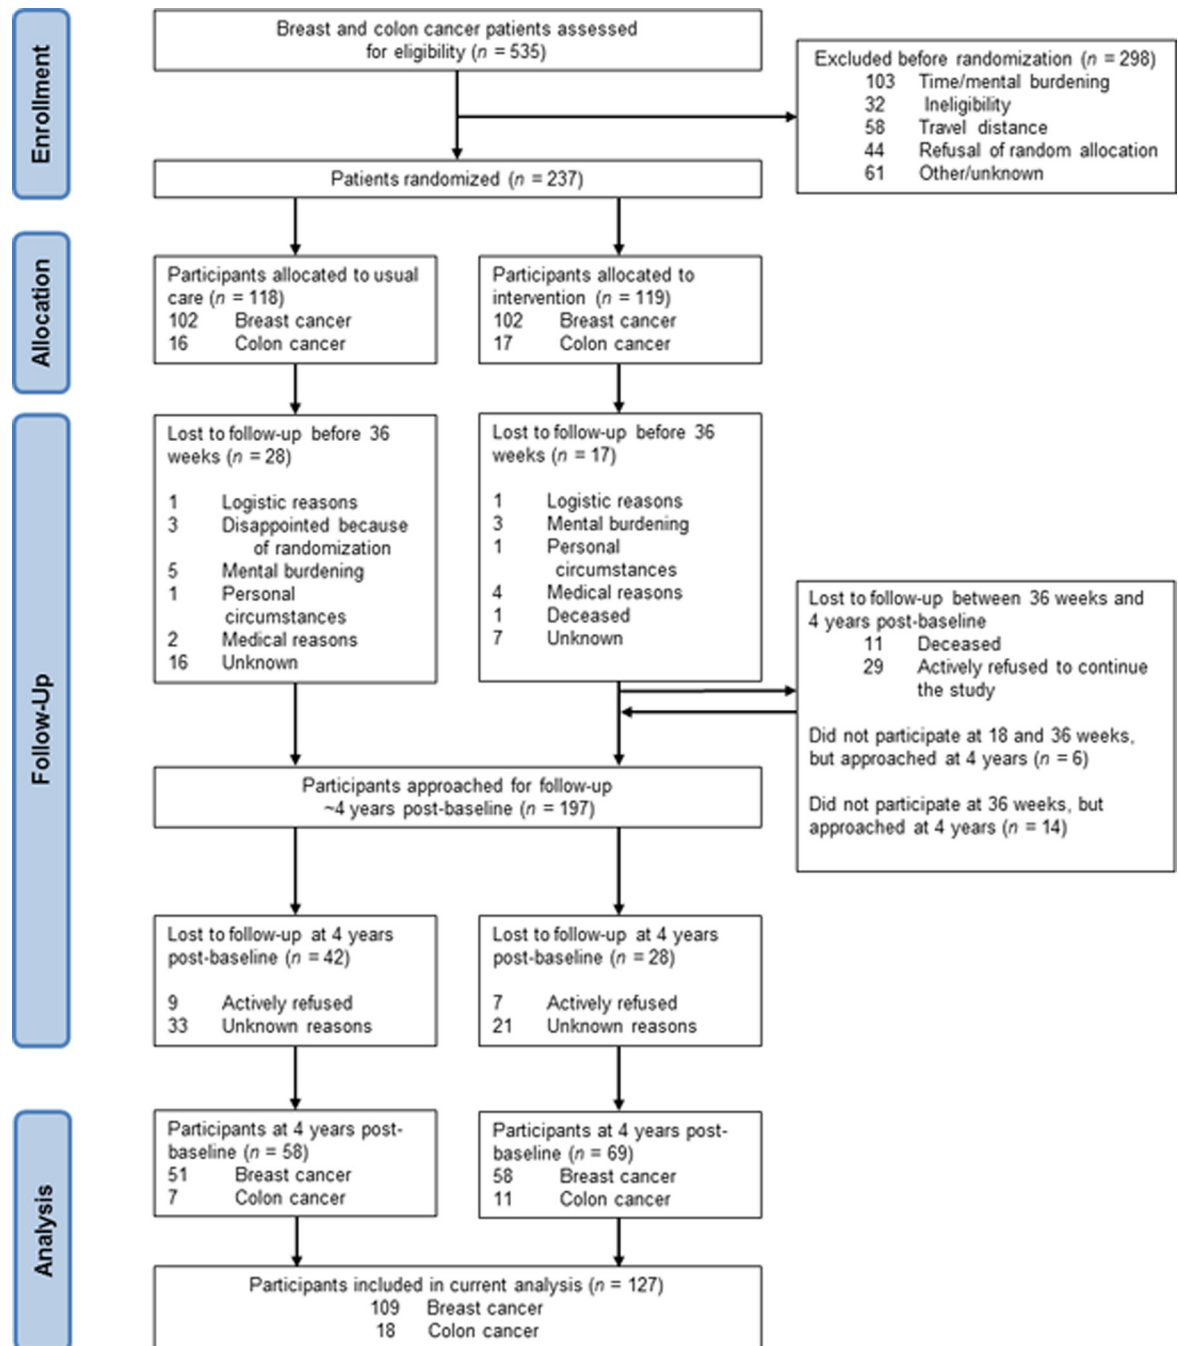 Enrollment
Breast and colon cancer patients assessed
for eligibility (n = 535)
Excluded before randomization (n = 298)
103 Time/mental burdening
32 Ineligibility
58 Travel distance
44 Refusal of random allocation
61 Other/unknown
Patients randomized (n = 237)
Allocation
Participants allocated to usual
care (n = 118)
102 Breast cancer
16 Colon cancer
Participants allocated to
intervention (n = 119)
102 Breast cancer
17 Colon cancer
Follow-Up
Lost to follow-up before 36
weeks (n = 28)
1 Logistic reasons
3 Disappointed because
of randomization
5 Mental burdening
1 Personal
circumstances
2 Medical reasons
16 Unknown
Lost to follow-up before 36
weeks (n = 17)
1 Logistic reasons
3 Mental burdening
1 Personal
circumstances
4 Medical reasons
1 Deceased
7 Unknown
Lost to follow-up between 36 weeks and
4 years post-baseline
11 Deceased
29 Actively refused to continue
the study
Did not participate at 18 and 36 weeks,
but approached at 4 years (n = 6)
Did not participate at 36 weeks, but
approached at 4 years (n = 14)
Participants approached for follow-up
~4 years post-baseline (n = 197)
Lost to follow-up at 4 years
post-baseline (n = 42)
9 Actively refused
33 Unknown reasons
Lost to follow-up at 4 years
post-baseline (n = 28)
7 Actively refused
21 Unknown reasons
Analysis
Participants at 4 years post-
baseline (n = 58)
51 Breast cancer
7 Colon cancer
Participants at 4 years post-
baseline (n = 69)
58 Breast cancer
11 Colon cancer
Participants included in current analysis (n = 127)
109 Breast cancer
18 Colon cancer